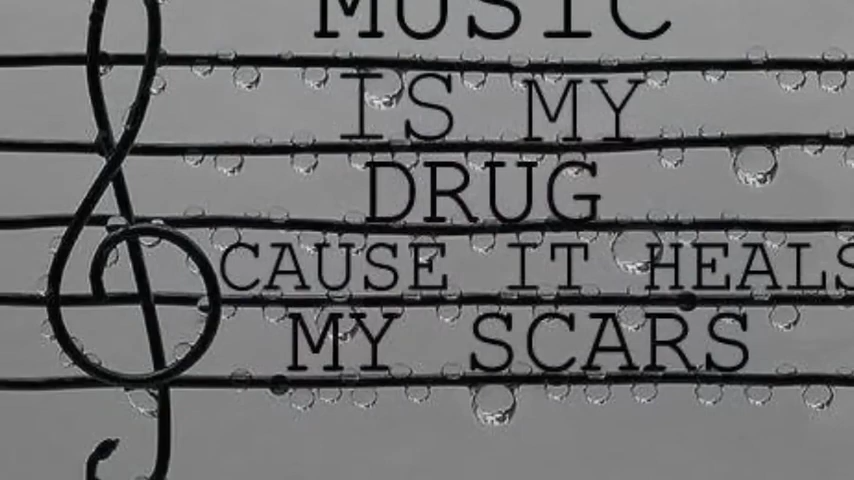 MUSIC
IS MY
DRUG
CAUSE IT HEALS
MY SCARS